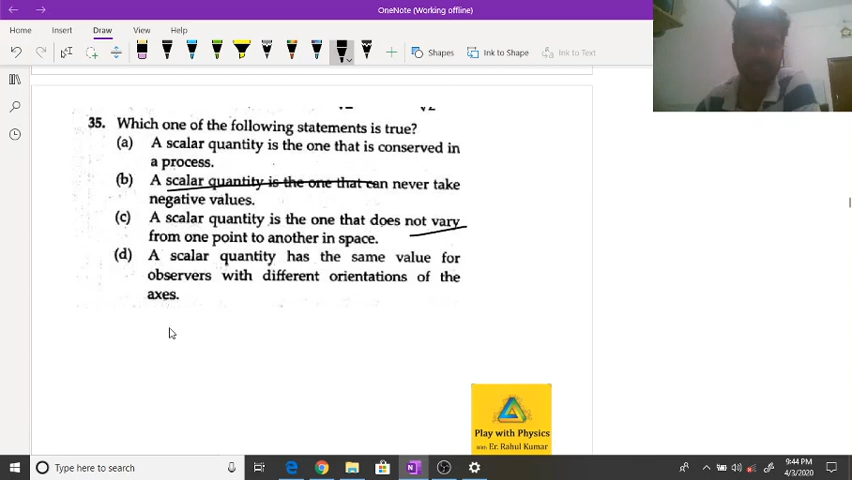 OneNote (Working offline)
Home Insert Draw View Help
Shapes Ink to Shape Ink to Text
35. Which one of the following statements is true?
(a) A scalar quantity is the one that is conserved in
a process.
(b) A scalar quantity is the one that can never take
negative values.
(c) A scalar quantity is the one that does not vary
from one point to another in space.
(d) A scalar quantity has the same value for
observers with different orientations of the
axes.
Play with Physics
with Er. Rahul Kumar
Type here to search
9:44 PM
4/3/2020